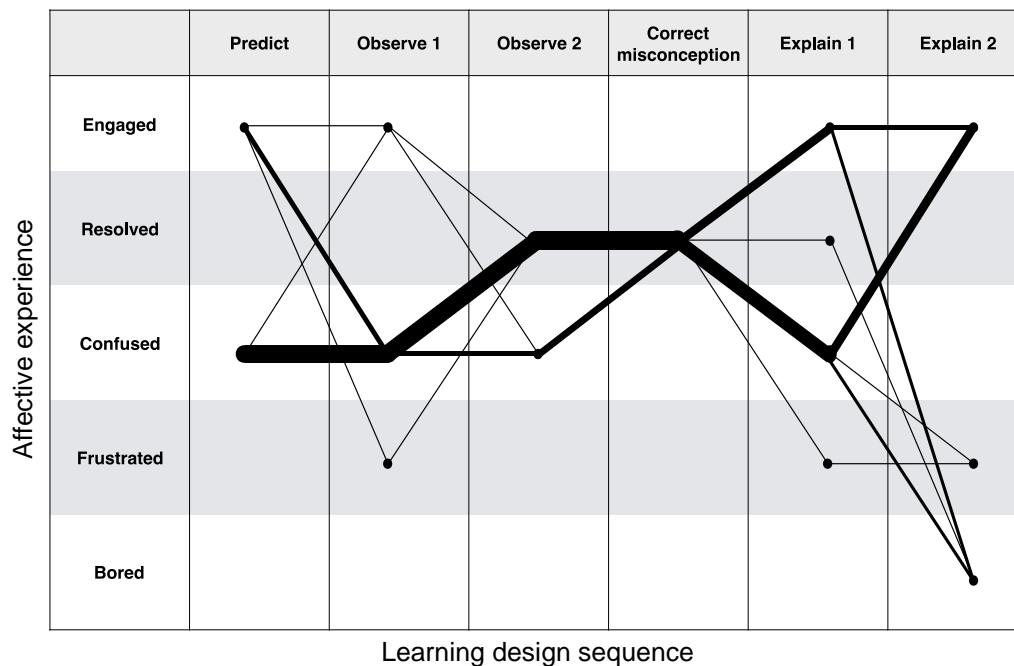 Predict
Observe 1
Observe 2
Correct
misconception
Explain 1
Explain 2
Engaged
Resolved
Confused
Frustrated
Bored
Affective experience
Learning design sequence